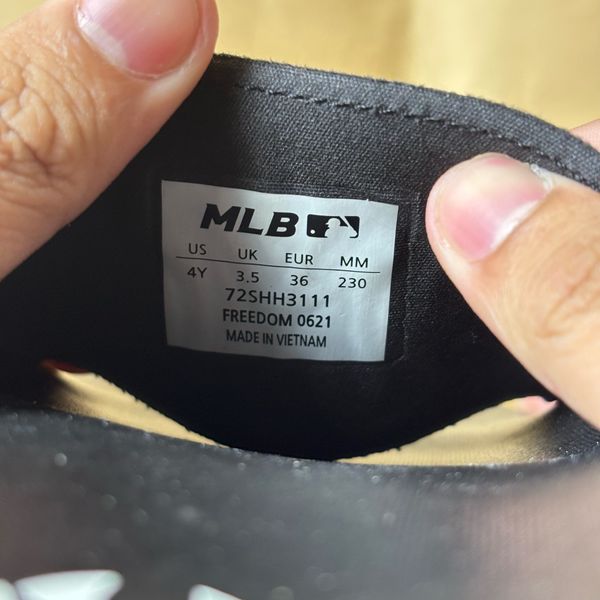 MLB
US UK EUR MM
4Y 3.5 36 230
72SHH3111
FREEDOM 0621
MADE IN VIETNAM